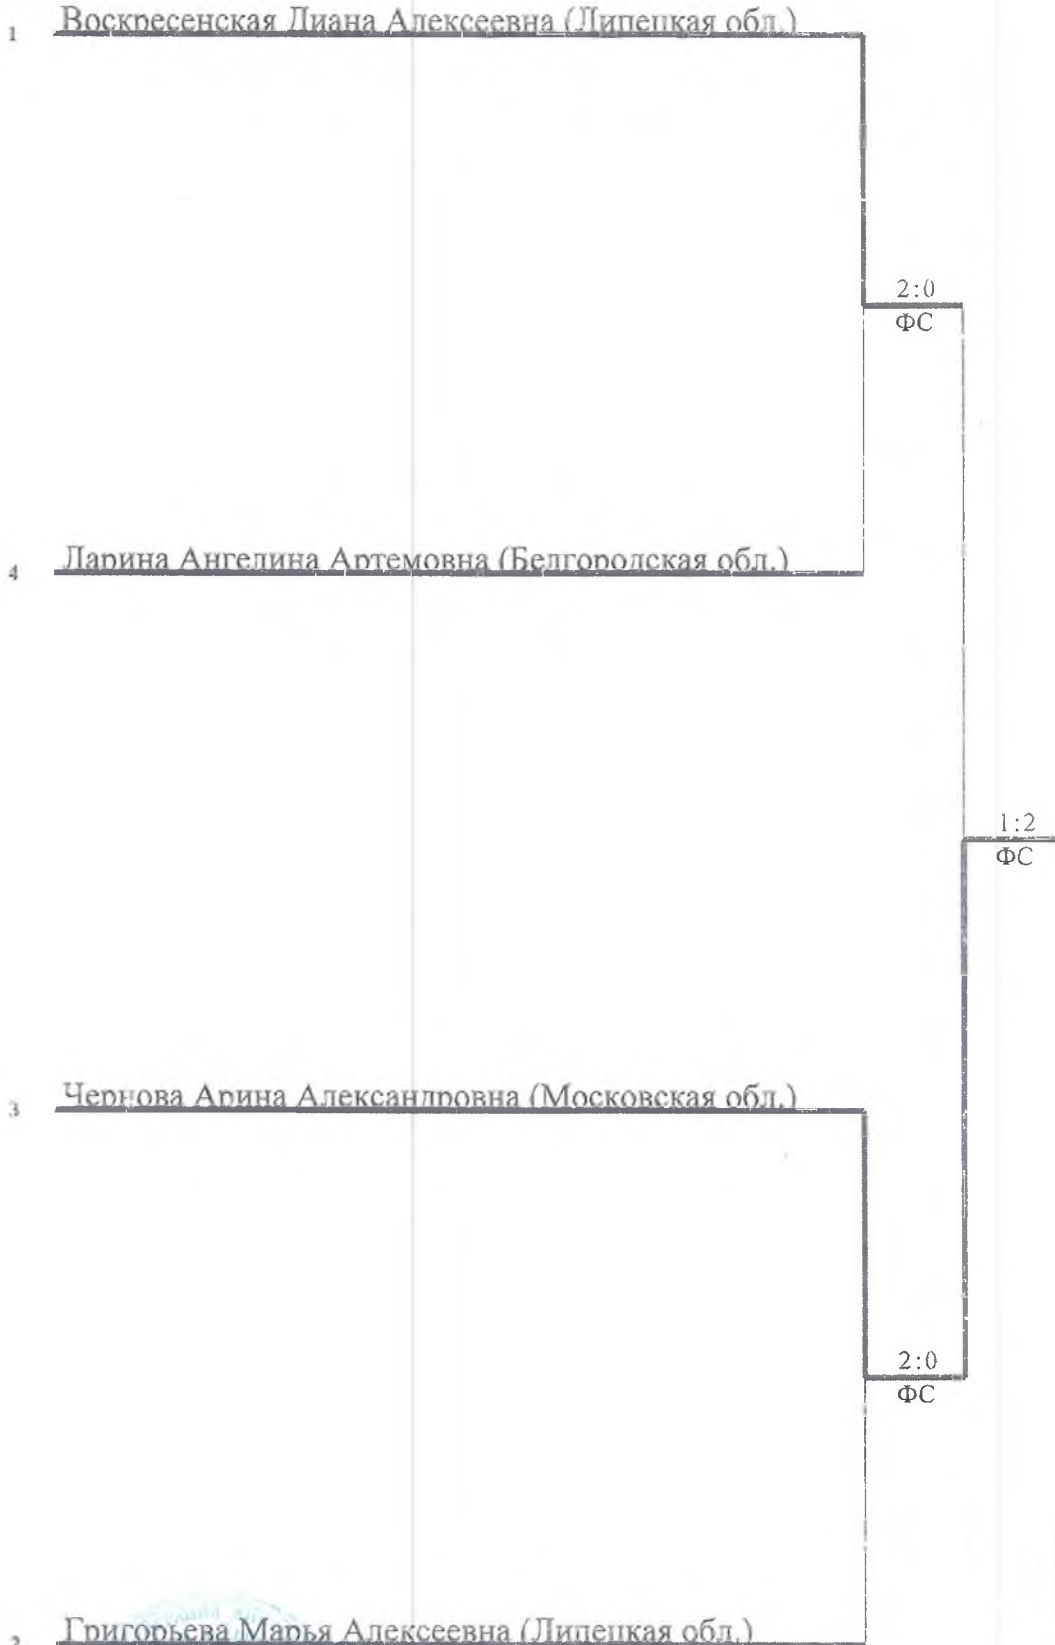 1 Воскресенская Диана Алексеевна (Липецкая обл.)
2:0
ФС
4 Ларина Ангелина Артемовна (Белгородская обл.)
1:2
ФС
3 Чернова Арина Александровна (Московская обл.)
2:0
ФС
2 Григорьева Марья Алексеевна (Липецкая обл.)